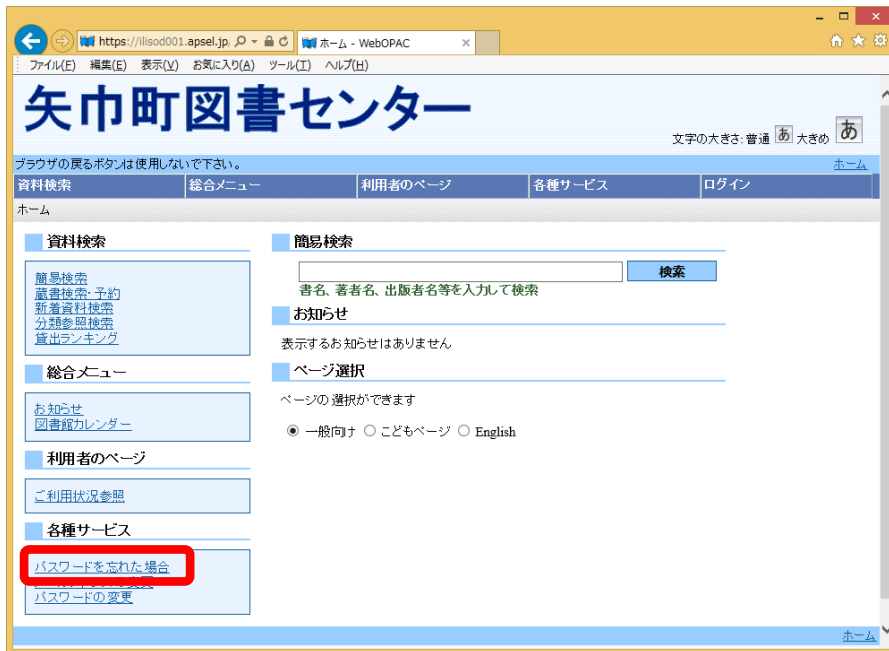 https://ilisod001.apsel.jp
ホーム - WebOPAC
ファイル(F) 編集(E) 表示(V) お気に入り(A) ツール(T) ヘルプ(H)
矢巾町図書センター
文字の大きさ: 普通 あ 大きめ あ
ブラウザの戻るボタンは使用しないで下さい。 ホーム
資料検索 総合メニュー 利用者のページ 各種サービス ログイン
ホーム
資料検索
簡易検索
蔵書検索・予約
新着資料検索
分類参照検索
貸出ランキング
総合メニュー
お知らせ
図書館カレンダー
利用者のページ
ご利用状況参照
各種サービス
パスワードを忘れた場合
パスワードの変更
簡易検索
検索
書名、著者名、出版者名等を入力して検索
お知らせ
表示するお知らせはありません
ページ選択
ページの選択ができます
一般向け こどもページ English
ホーム